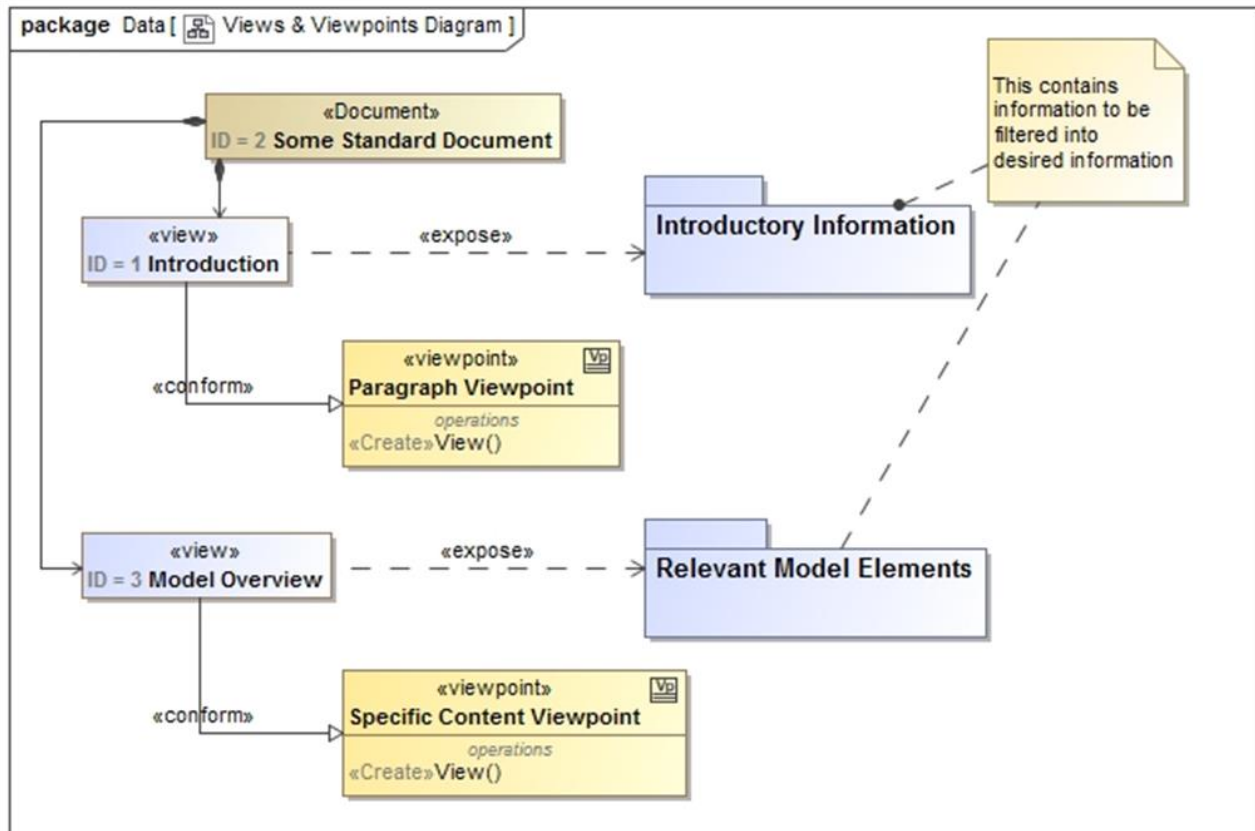 package Data [ Views & Viewpoints Diagram ]
«Document»
ID = 2 Some Standard Document
This contains
information to be
filtered into
desired information
«view»
ID = 1 Introduction
«expose»
Introductory Information
«conform»
«viewpoint»
Vp
Paragraph Viewpoint
operations
«Create»View()
«view»
ID = 3 Model Overview
«expose»
Relevant Model Elements
«conform»
«viewpoint»
Vp
Specific Content Viewpoint
operations
«Create»View()